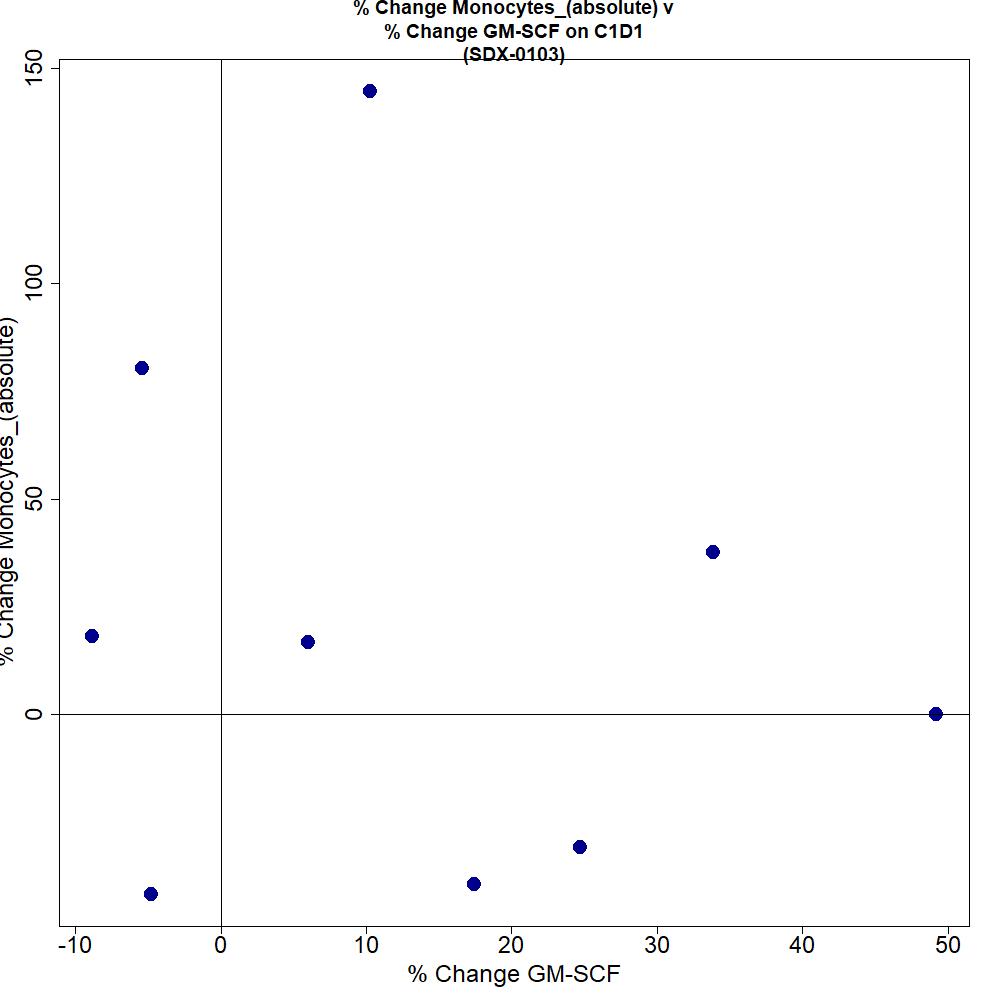 % Change Monocytes_(absolute) v
% Change GM-SCF on C1D1
(SDX-0103)
% Change Monocytes_(absolute)
150
100
50
0
-10 0 10 20 30 40 50
% Change GM-SCF